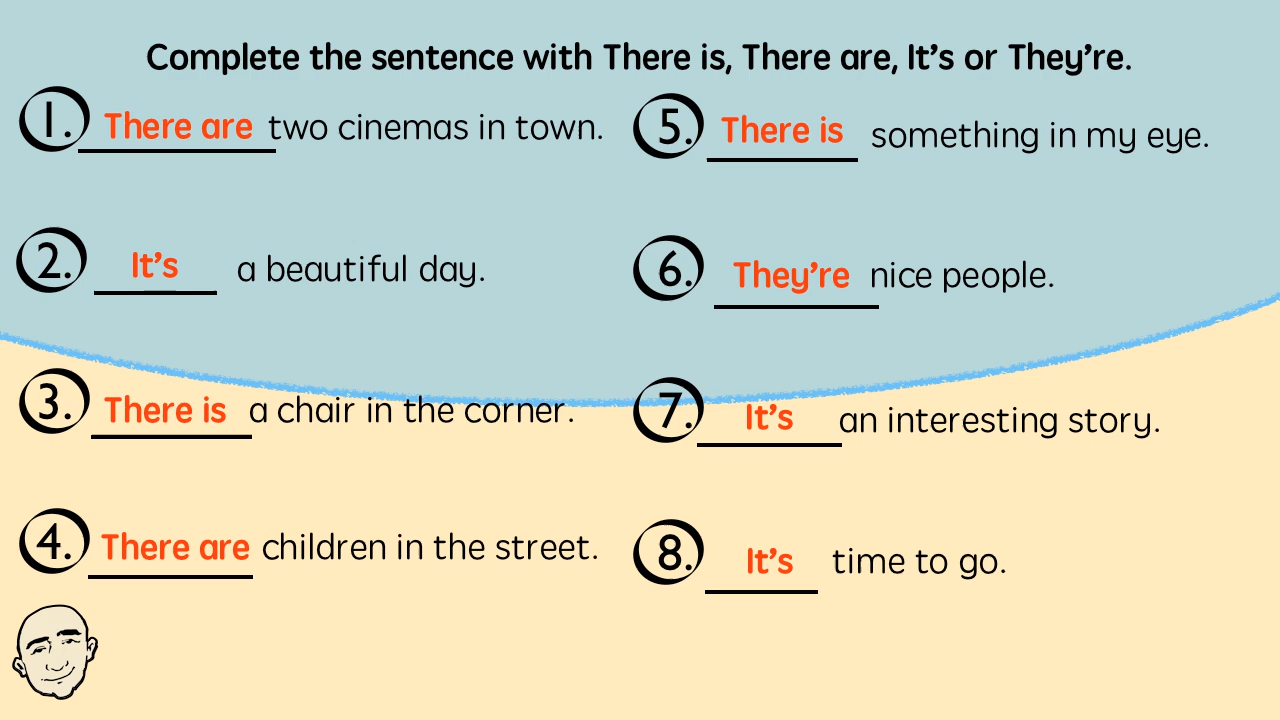 Complete the sentence with There is, There are, It's or They're.
1. There are two cinemas in town.
2. It's a beautiful day.
3. There is a chair in the corner.
4. There are children in the street.
5. There is something in my eye.
6. They're nice people.
7. It's an interesting story.
8. It's time to go.